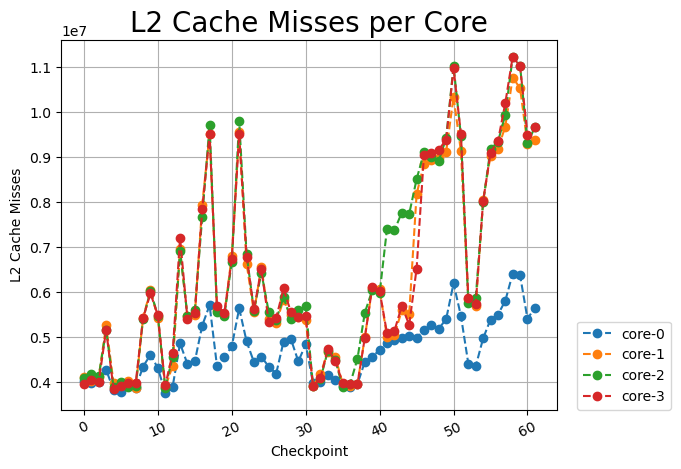 L2 Cache Misses per Core
1e7
1.1
1.0
0.9
0.8
0.7
0.6
0.5
0.4
L2 Cache Misses
0 10 20 30 40 50 60
Checkpoint
core-0
core-1
core-2
core-3